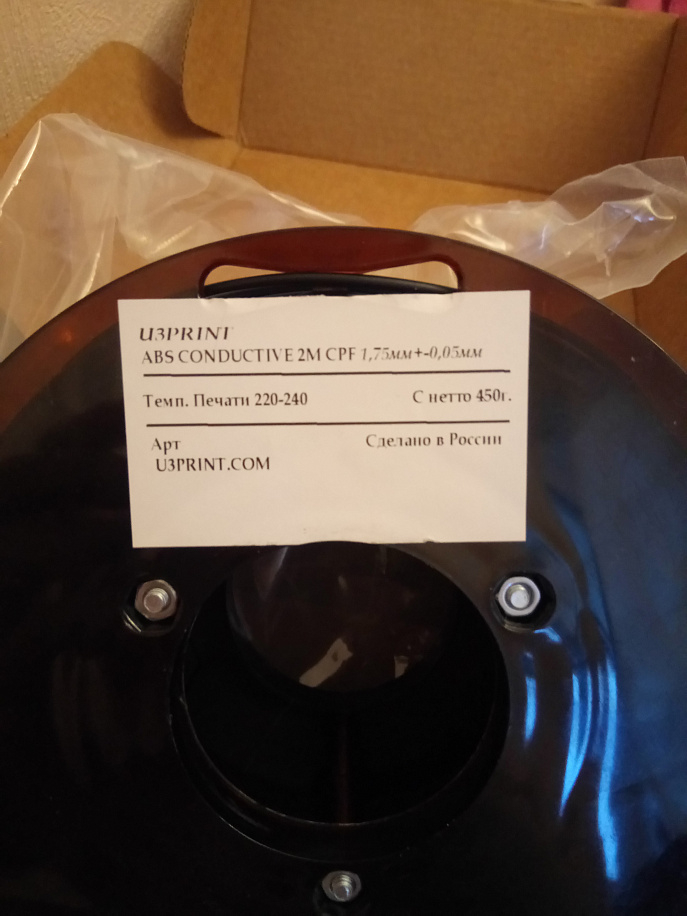 U3PRINT
ABS CONDUCTIVE 2M CPF 1,75мм+-0,05мм
Темп. Печати 220-240 С нетто 450г.
Арт Сделано в России
U3PRINT.COM